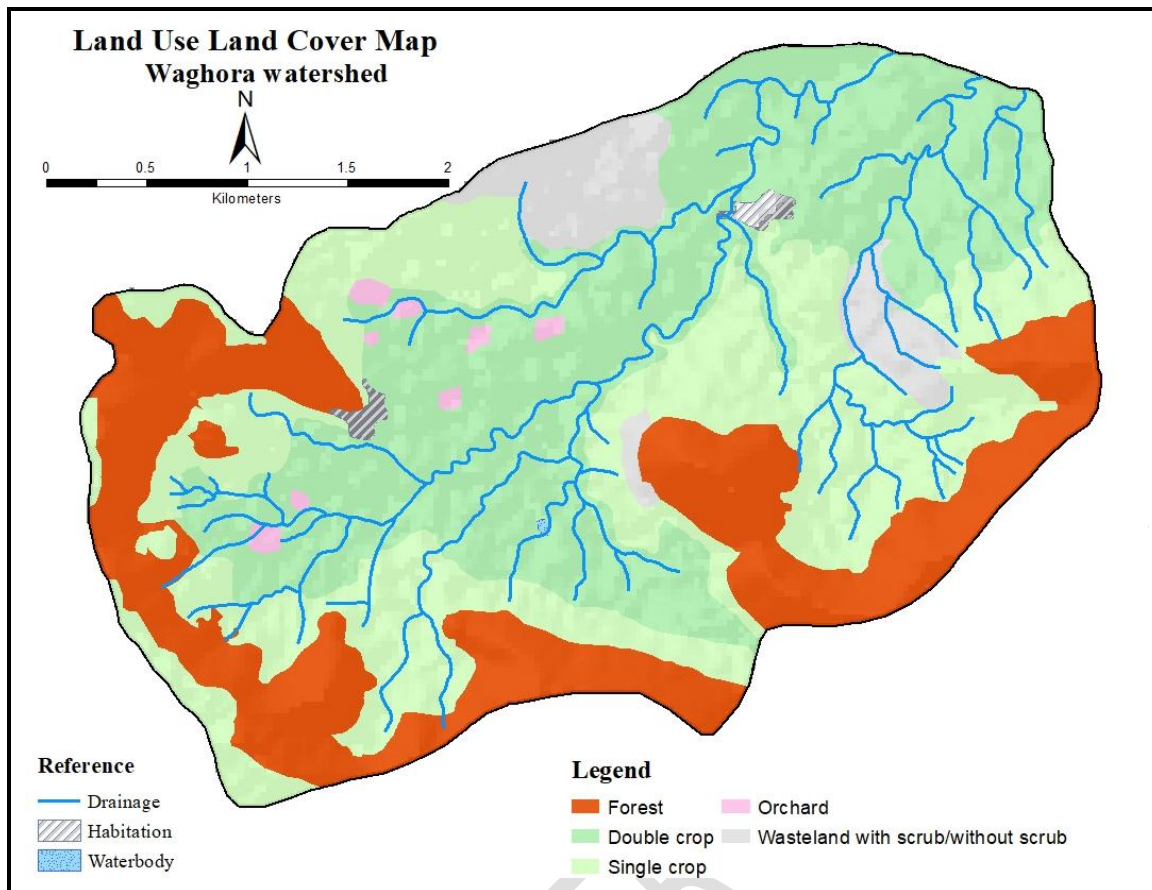 Land Use Land Cover Map
Waghora watershed
N
0 0.5 1 1.5 2
Kilometers
Reference
Drainage
Habitation
Waterbody
Legend
Forest
Double crop
Single crop
Orchard
Wasteland with scrub/without scrub